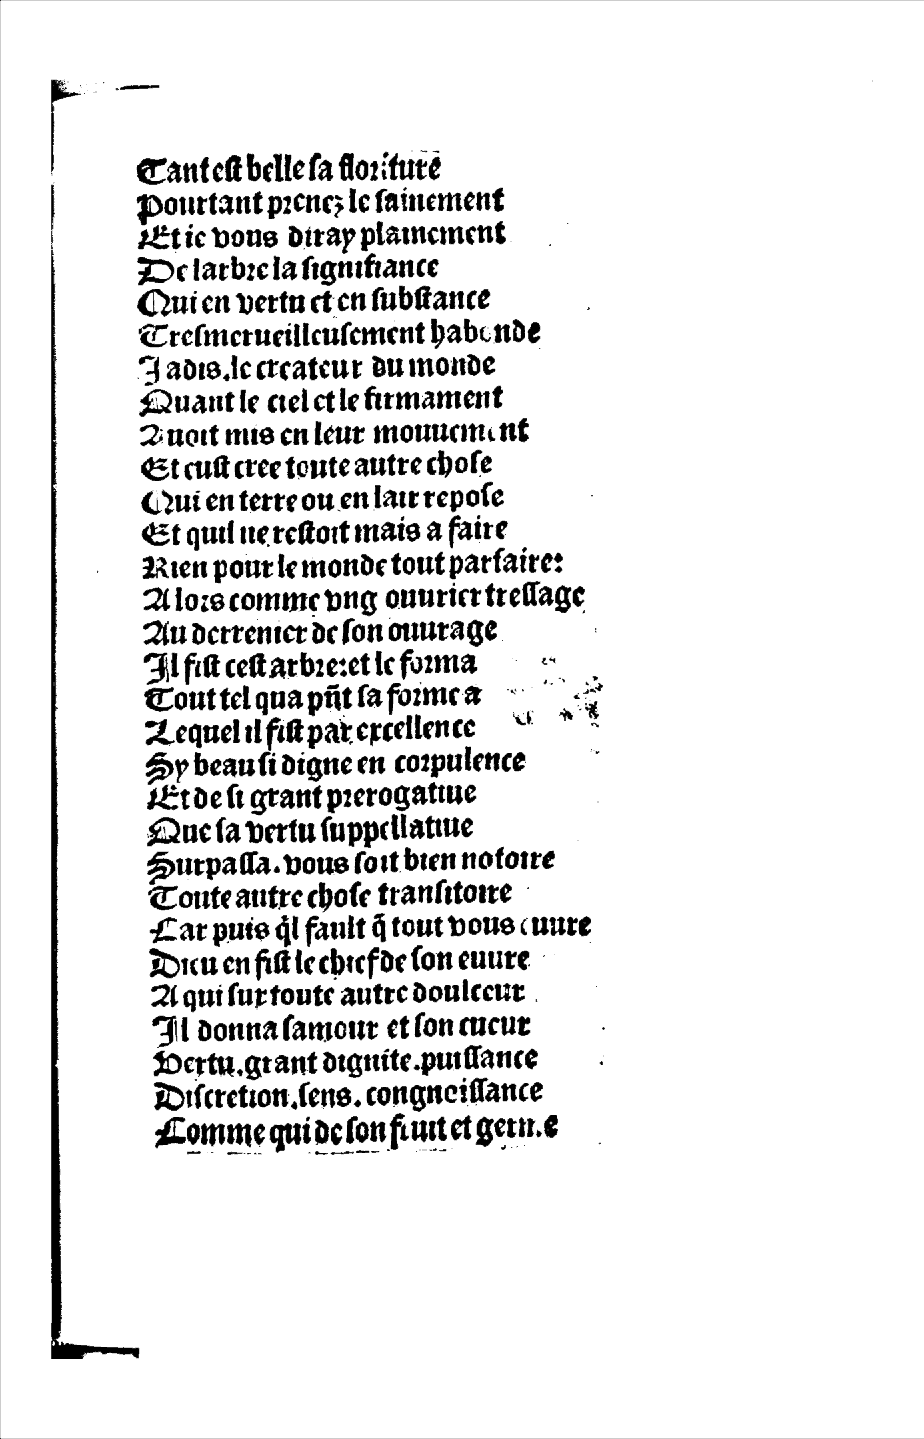 Tant est belle sa floriture
Pourtant prenez le sainement
Et ie vous diray plainement
De larbre la signifiance
Qui en vertu et en substance
Tresmerueilleusement habonde
Jadis.le createur du monde
Quant le ciel et le firmament
Auoit mis en leur mouuement
Et eust cree toute autre chose
Qui en terre ou en lair repose
Et quil ne restoit mais a faire
Rien pour le monde tout parfaire:
Alors comme vng ouurier tressage
Au derrenier de son ouurage
Il fist cest arbre:et le forma
Tout tel qua pñt sa forme a
Lequel il fist par excellence
Sy beau si digne en corpulence
Et de si grant prerogatiue
Que sa vertu suppellatiue
Surpassa.vous soit bien notoire
Toute autre chose transitoire
Car puis q̃l fault q̃ tout vous euure
Dieu en fist le chief de son euure
A qui sur toute autre doulceur
Il donna samour et son cueur
Vertu.grant dignite.puissance
Discretion.sens.congnoissance
Comme qui de son fruit et germe